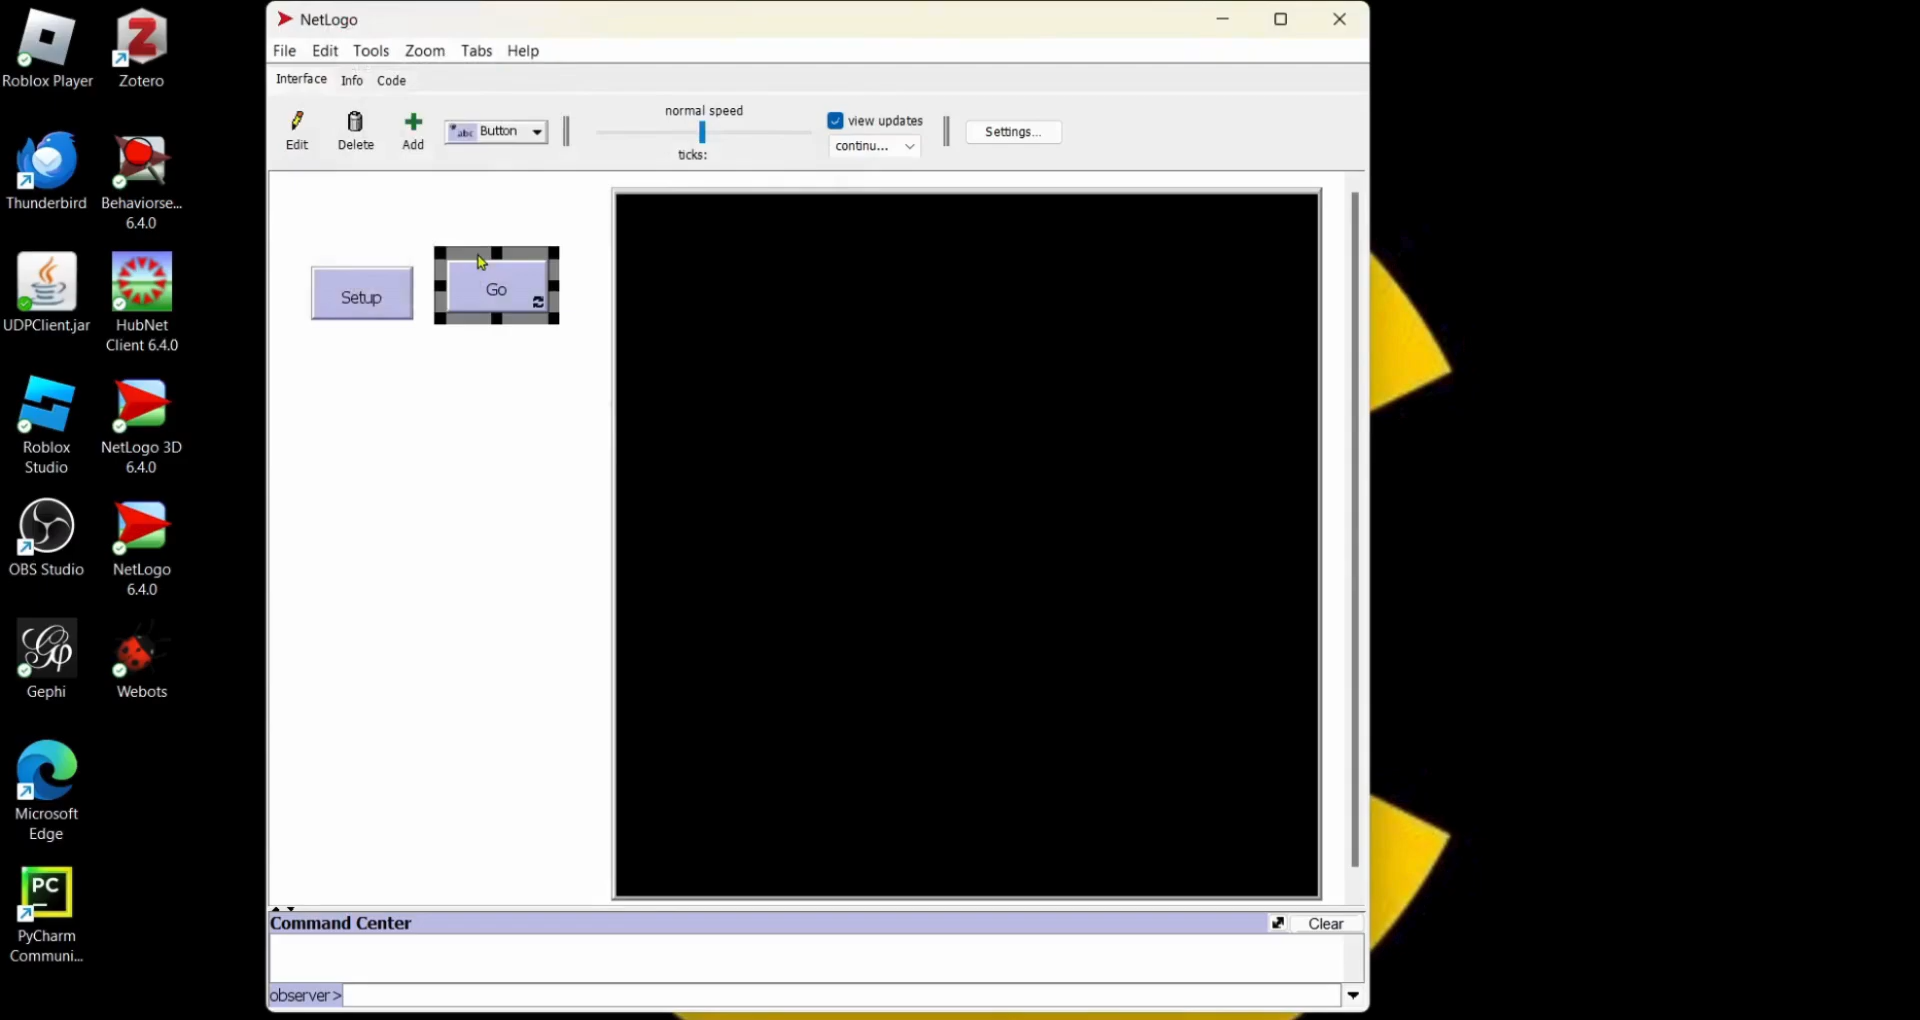 Roblox Player
Zotero
Thunderbird
Behaviorse...
6.4.0
UDPClient.jar
HubNet
Client 6.4.0
Roblox
Studio
NetLogo 3D
6.4.0
OBS Studio
NetLogo
6.4.0
Gephi
Webots
Microsoft
Edge
PC
PyCharm
Communi...
NetLogo
File Edit Tools Zoom Tabs Help
Interface Info Code
Edit
Delete
Add
abc Button
normal speed
ticks:
view updates
continu...
Settings...
Setup
Go
Command Center
Clear
observer>